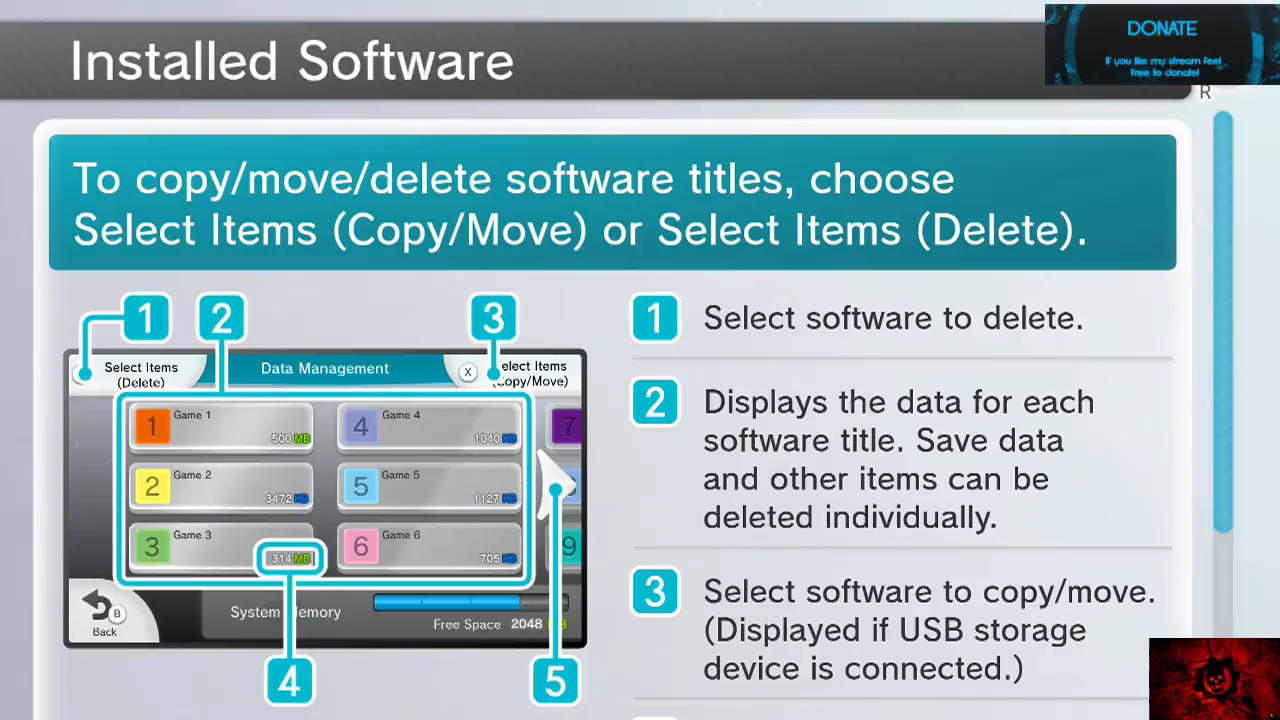 Installed Software
DONATE
If you like my stream feel
free to donate!
R
To copy/move/delete software titles, choose
Select Items (Copy/Move) or Select Items (Delete).
1
2
3
Select Items
(Delete)
Data Management
X
elect Items
Copy/Move)
1
Game 1
500 MB
4
Game 4
1040 KB
7
2
Game 2
3472 KB
5
Game 5
1127 KB
3
Game 3
314 MB
6
Game 6
705 KB
9
B
Back
System Memory
Free Space 2048
4
5
1
Select software to delete.
2
Displays the data for each
software title. Save data
and other items can be
deleted individually.
3
Select software to copy/move.
(Displayed if USB storage
device is connected.)